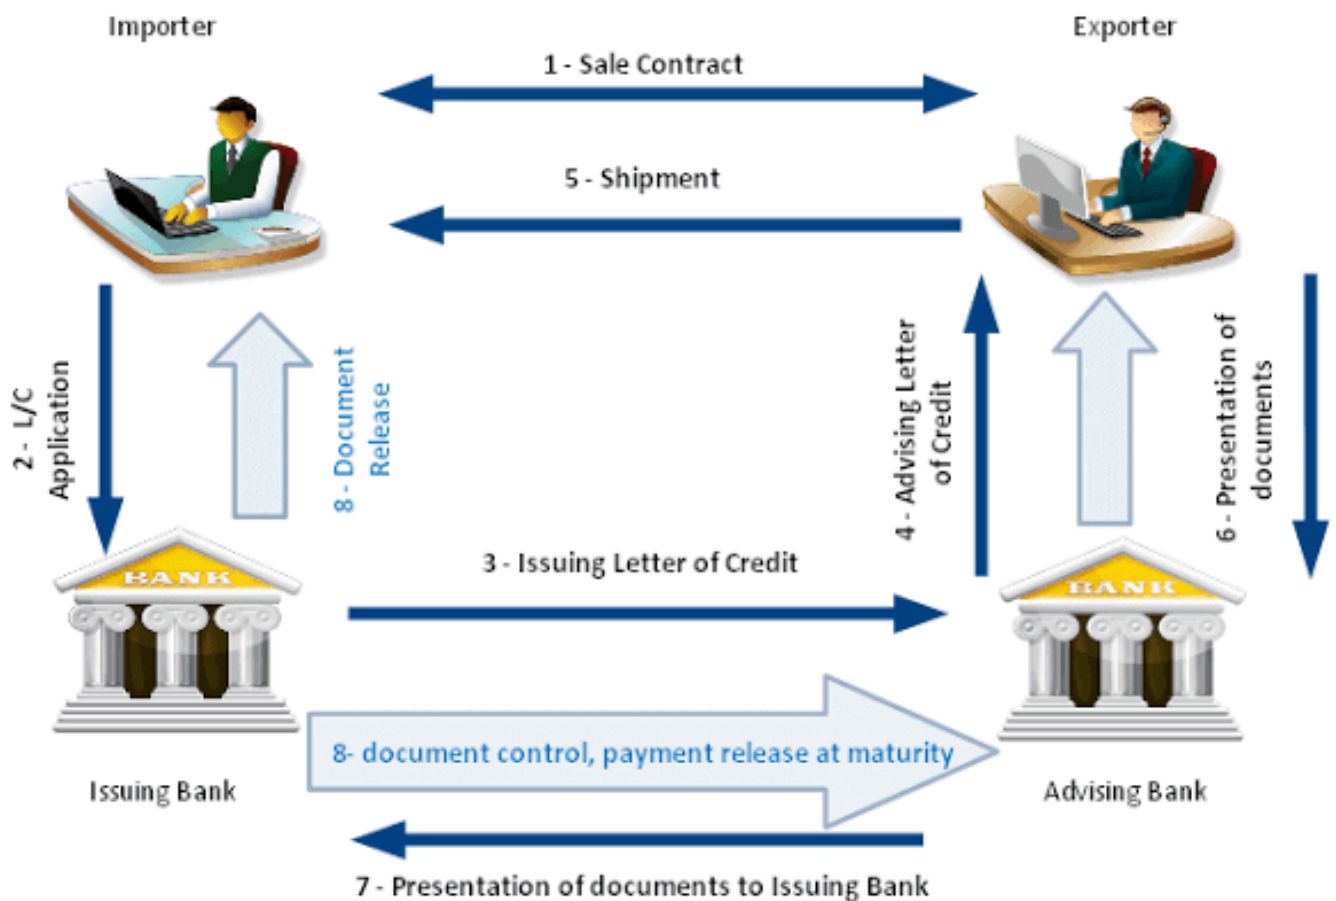 Importer
Exporter
1 - Sale Contract
5 - Shipment
2 - L/C
Application
8 - Document
Release
4 - Advising Letter
of Credit
6 - Presentation of
documents
3 - Issuing Letter of Credit
BANK
BANK
8- document control, payment release at maturity
Issuing Bank
Advising Bank
7 - Presentation of documents to Issuing Bank